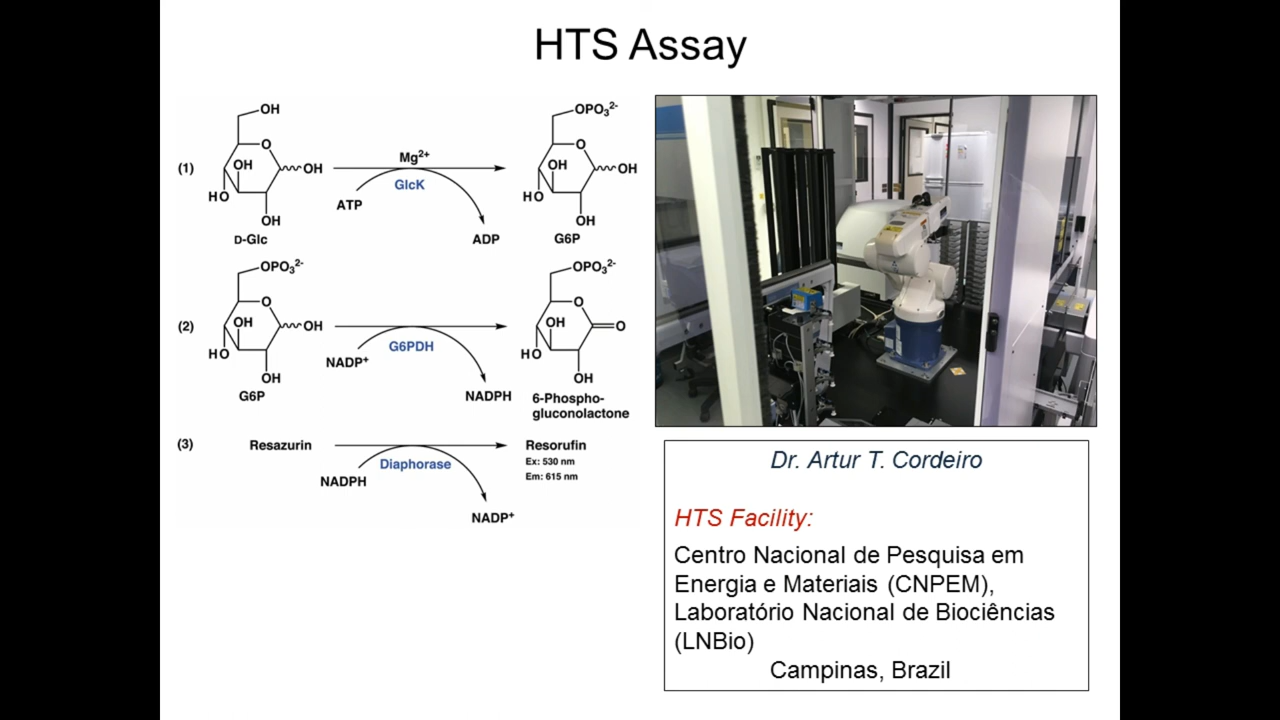 HTS Assay
(1)
OH
O
OH
OH
HO
OH
D-Glc
Mg2+
GlcK
ATP
ADP
OPO32-
O
OH
OH
HO
OH
G6P
(2)
OPO32-
O
OH
OH
HO
OH
G6P
G6PDH
NADP+
NADPH
OPO32-
O
OH
O
HO
OH
6-Phospho-
gluconolactone
(3)
Resazurin
Diaphorase
NADPH
NADP+
Resorufin
Ex: 530 nm
Em: 615 nm
Dr. Artur T. Cordeiro
HTS Facility:
Centro Nacional de Pesquisa em
Energia e Materiais (CNPEM),
Laboratório Nacional de Biociências
(LNBio)
Campinas, Brazil